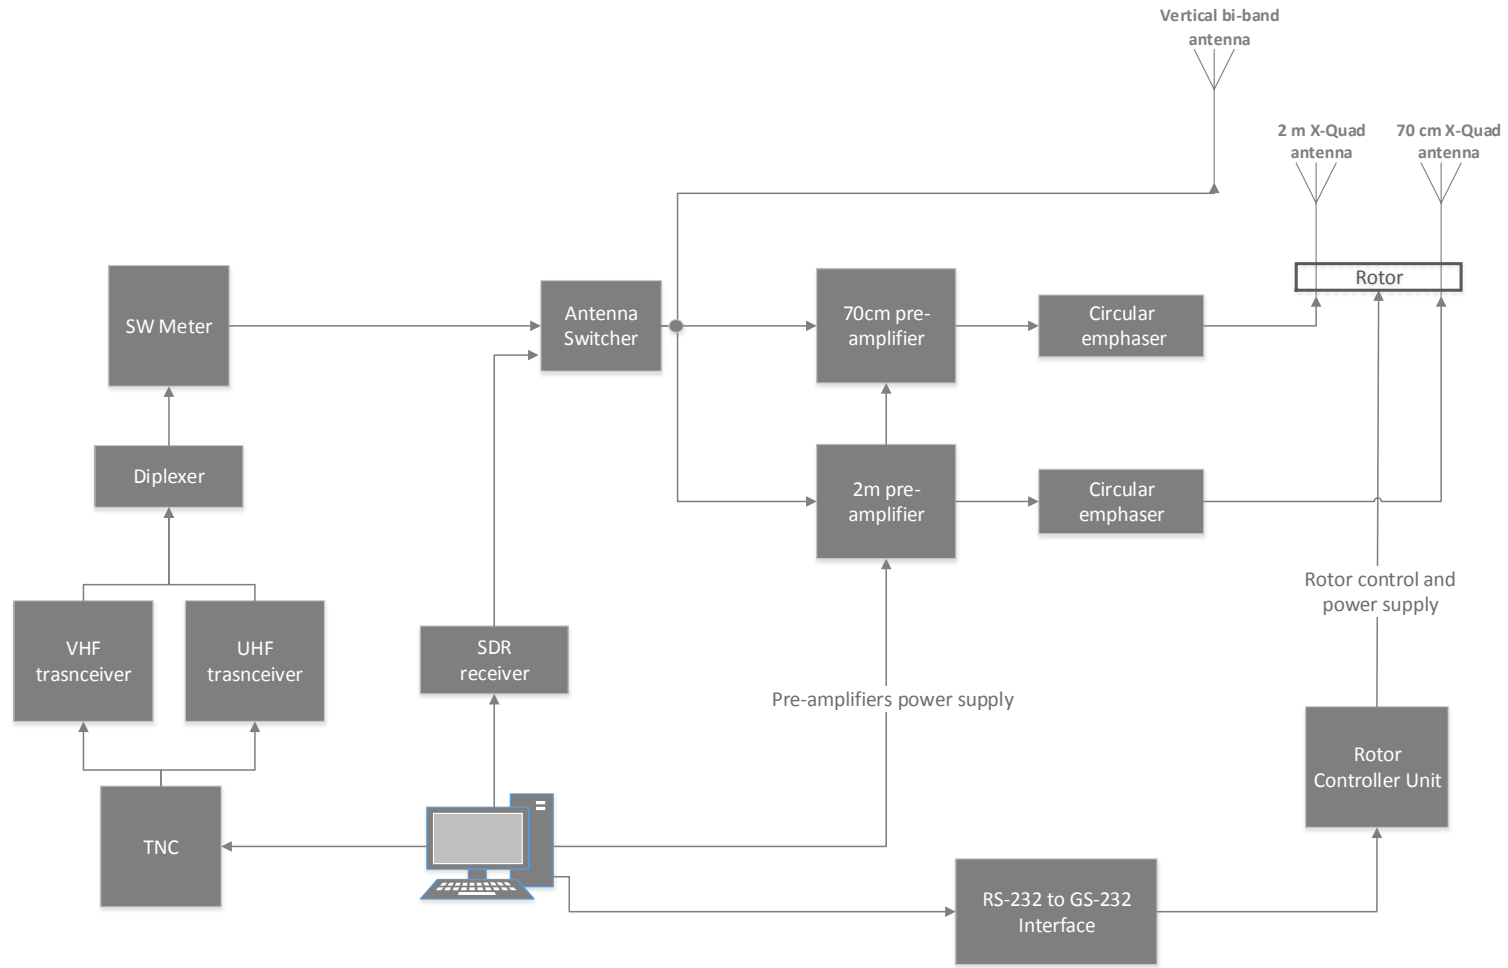 Vertical bi-band
antenna
2 m X-Quad
antenna
70 cm X-Quad
antenna
Rotor
SW Meter
Antenna
Switcher
70cm pre-
amplifier
Circular
emphaser
Diplexer
2m pre-
amplifier
Circular
emphaser
Rotor control and
power supply
VHF
trasnceiver
UHF
trasnceiver
SDR
receiver
Pre-amplifiers power supply
Rotor
Controller Unit
TNC
RS-232 to GS-232
Interface